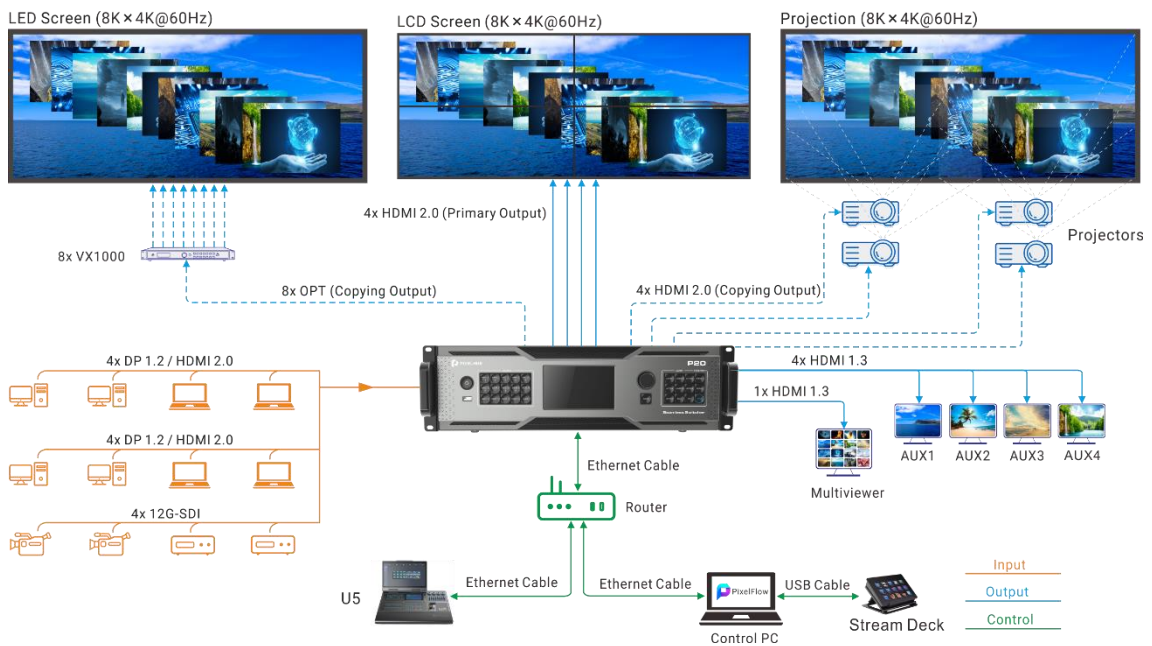 LED Screen (8K×4K@60Hz)
LCD Screen (8K×4K@60Hz)
Projection (8K×4K@60Hz)
4x HDMI 2.0 (Primary Output)
8x VX1000
Projectors
8x OPT (Copying Output)
4x HDMI 2.0 (Copying Output)
4x DP 1.2 / HDMI 2.0
P20
4x HDMI 1.3
1x HDMI 1.3
4x DP 1.2 / HDMI 2.0
AUX1
AUX2
AUX3
AUX4
Ethernet Cable
Multiviewer
Router
4x 12G-SDI
U5
Ethernet Cable
Ethernet Cable
PixelFlow
USB Cable
Control PC
Stream Deck
Input
Output
Control